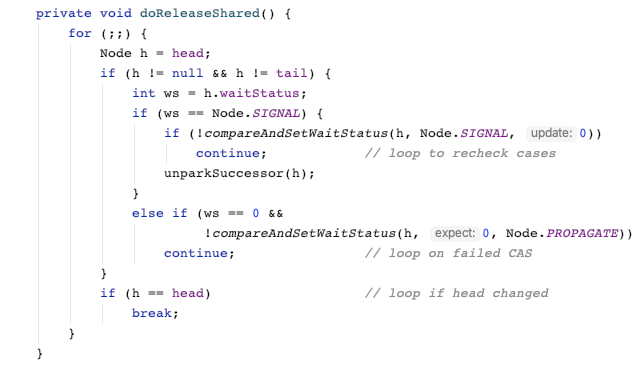 private void doReleaseShared() {
    for (;;) {
        Node h = head;
        if (h != null && h != tail) {
            int ws = h.waitStatus;
            if (ws == Node.SIGNAL) {
                if (!compareAndSetWaitStatus(h, Node.SIGNAL, update: 0))
                    continue;            // loop to recheck cases
                unparkSuccessor(h);
            }
            else if (ws == 0 &&
                     !compareAndSetWaitStatus(h, expect: 0, Node.PROPAGATE))
                continue;                // loop on failed CAS
        }
        if (h == head)                   // loop if head changed
            break;
    }
}